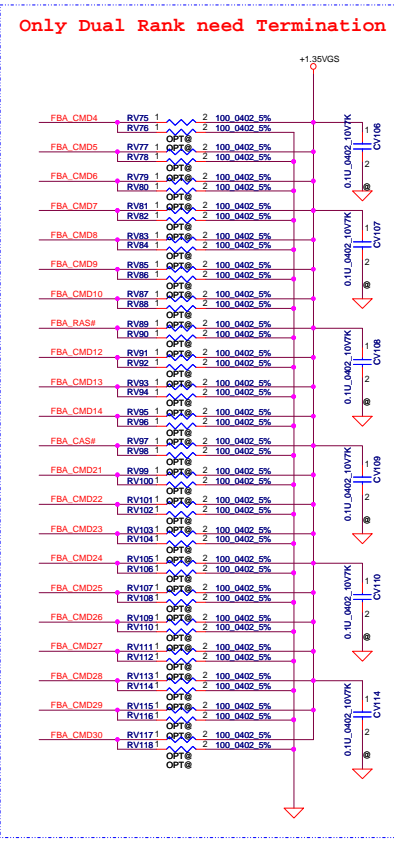 Only Dual Rank need Termination
+1.35VGS
FBA_CMD4 RV75 1 2 100_0402_5%
RV76 1 2 100_0402_5%
OPT@
FBA_CMD5 RV77 1 OPT@ 2 100_0402_5%
RV78 1 2 100_0402_5%
OPT@
FBA_CMD6 RV79 1 OPT@ 2 100_0402_5%
RV80 1 2 100_0402_5%
OPT@
FBA_CMD7 RV81 1 OPT@ 2 100_0402_5%
RV82 1 2 100_0402_5%
OPT@
FBA_CMD8 RV83 1 OPT@ 2 100_0402_5%
RV84 1 2 100_0402_5%
OPT@
FBA_CMD9 RV85 1 OPT@ 2 100_0402_5%
RV86 1 2 100_0402_5%
OPT@
FBA_CMD10 RV87 1 OPT@ 2 100_0402_5%
RV88 1 2 100_0402_5%
OPT@
FBA_RAS# RV89 1 OPT@ 2 100_0402_5%
RV90 1 2 100_0402_5%
OPT@
FBA_CMD12 RV91 1 OPT@ 2 100_0402_5%
RV92 1 2 100_0402_5%
OPT@
FBA_CMD13 RV93 1 OPT@ 2 100_0402_5%
RV94 1 2 100_0402_5%
OPT@
FBA_CMD14 RV95 1 OPT@ 2 100_0402_5%
RV96 1 2 100_0402_5%
OPT@
FBA_CAS# RV97 1 OPT@ 2 100_0402_5%
RV98 1 2 100_0402_5%
OPT@
FBA_CMD21 RV99 1 OPT@ 2 100_0402_5%
RV100 1 2 100_0402_5%
OPT@
FBA_CMD22 RV101 1 OPT@ 2 100_0402_5%
RV102 1 2 100_0402_5%
OPT@
FBA_CMD23 RV103 1 OPT@ 2 100_0402_5%
RV104 1 2 100_0402_5%
OPT@
FBA_CMD24 RV105 1 OPT@ 2 100_0402_5%
RV106 1 2 100_0402_5%
OPT@
FBA_CMD25 RV107 1 OPT@ 2 100_0402_5%
RV108 1 2 100_0402_5%
OPT@
FBA_CMD26 RV109 1 OPT@ 2 100_0402_5%
RV110 1 2 100_0402_5%
OPT@
FBA_CMD27 RV111 1 OPT@ 2 100_0402_5%
RV112 1 2 100_0402_5%
OPT@
FBA_CMD28 RV113 1 OPT@ 2 100_0402_5%
RV114 1 2 100_0402_5%
OPT@
FBA_CMD29 RV115 1 OPT@ 2 100_0402_5%
RV116 1 2 100_0402_5%
OPT@
FBA_CMD30 RV117 1 OPT@ 2 100_0402_5%
RV118 1 2 100_0402_5%
OPT@
OPT@
0.1U_0402_10V7K 1 2 CV106 @
0.1U_0402_10V7K 1 2 CV107 @
0.1U_0402_10V7K 1 2 CV108 @
0.1U_0402_10V7K 1 2 CV109 @
0.1U_0402_10V7K 1 2 CV110 @
0.1U_0402_10V7K 1 2 CV114 @